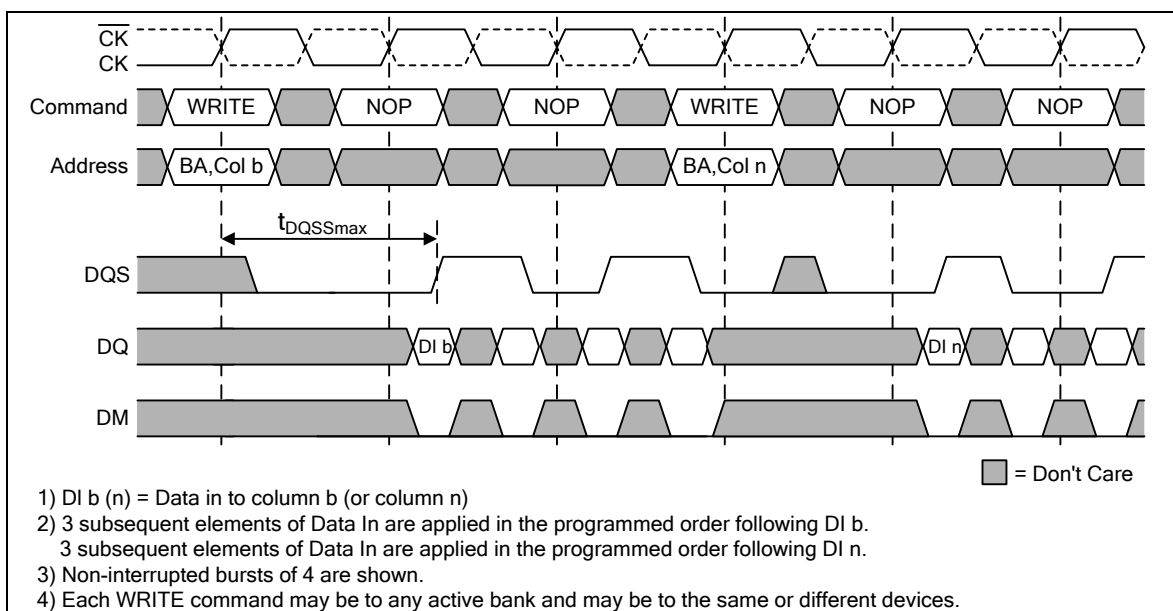 CK
CK
Command WRITE NOP NOP WRITE NOP NOP
Address BA,Col b BA,Col n
tDQSSmax
DQS
DQ DI b DI n
DM
= Don't Care
1) DI b (n) = Data in to column b (or column n)
2) 3 subsequent elements of Data In are applied in the programmed order following DI b.
3 subsequent elements of Data In are applied in the programmed order following DI n.
3) Non-interrupted bursts of 4 are shown.
4) Each WRITE command may be to any active bank and may be to the same or different devices.